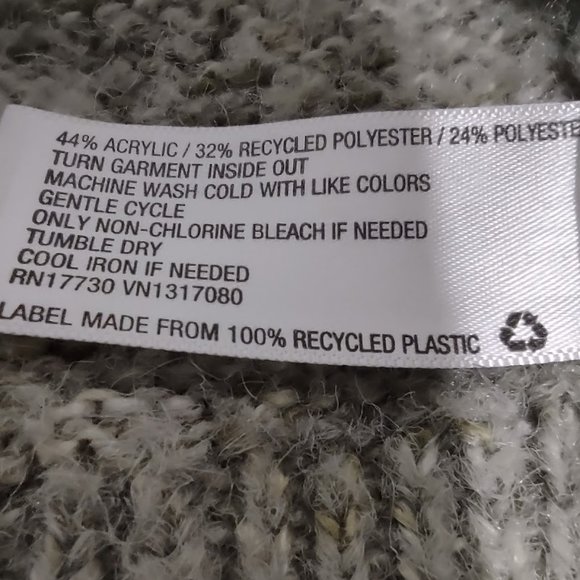 44% ACRYLIC / 32% RECYCLED POLYESTER / 24% POLYESTE
TURN GARMENT INSIDE OUT
MACHINE WASH COLD WITH LIKE COLORS
GENTLE CYCLE
ONLY NON-CHLORINE BLEACH IF NEEDED
TUMBLE DRY
COOL IRON IF NEEDED
RN17730 VN1317080
LABEL MADE FROM 100% RECYCLED PLASTIC